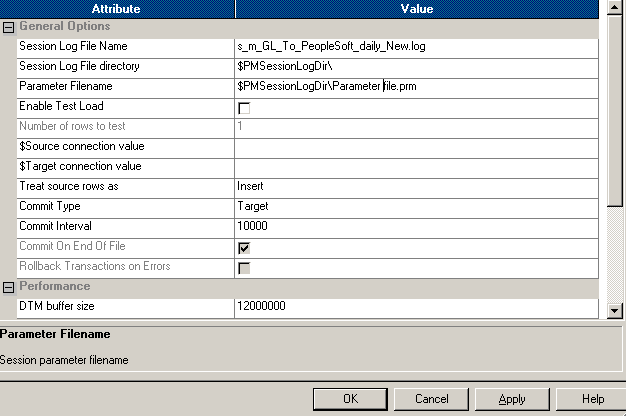 Attribute Value
General Options
Session Log File Name s_m_GL_To_PeopleSoft_daily_New.log
Session Log File directory $PMSessionLogDir\
Parameter Filename $PMSessionLogDir\Parameter file.prm
Enable Test Load
Number of rows to test 1
$Source connection value
$Target connection value
Treat source rows as Insert
Commit Type Target
Commit Interval 10000
Commit On End Of File
Rollback Transactions on Errors
Performance
DTM buffer size 12000000
Parameter Filename
Session parameter filename
OK Cancel Apply Help